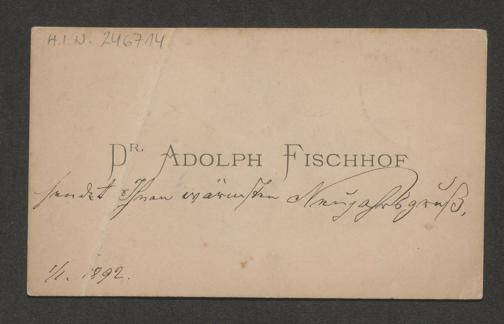 H.I.N. 246714
DR. ADOLPH FISCHHOF
sendet Ihnen wärmsten Neujahrsgruß,
1/1. 1892.